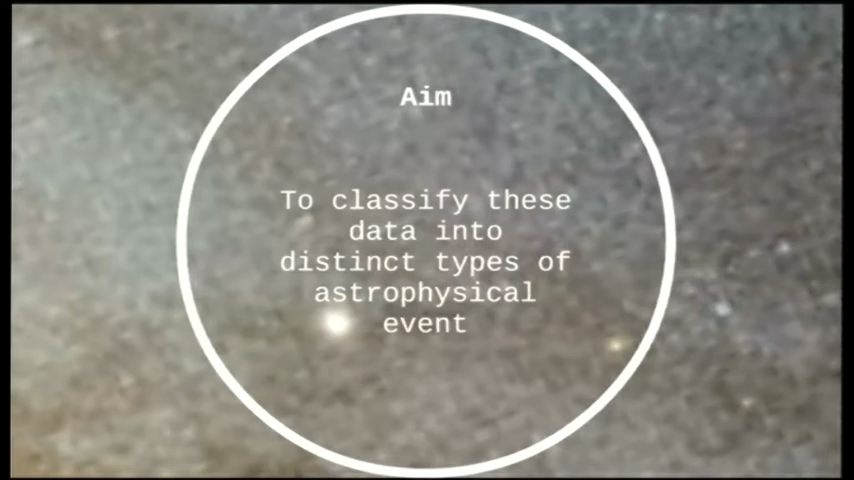 Aim
To classify these
data into
distinct types of
astrophysical
event